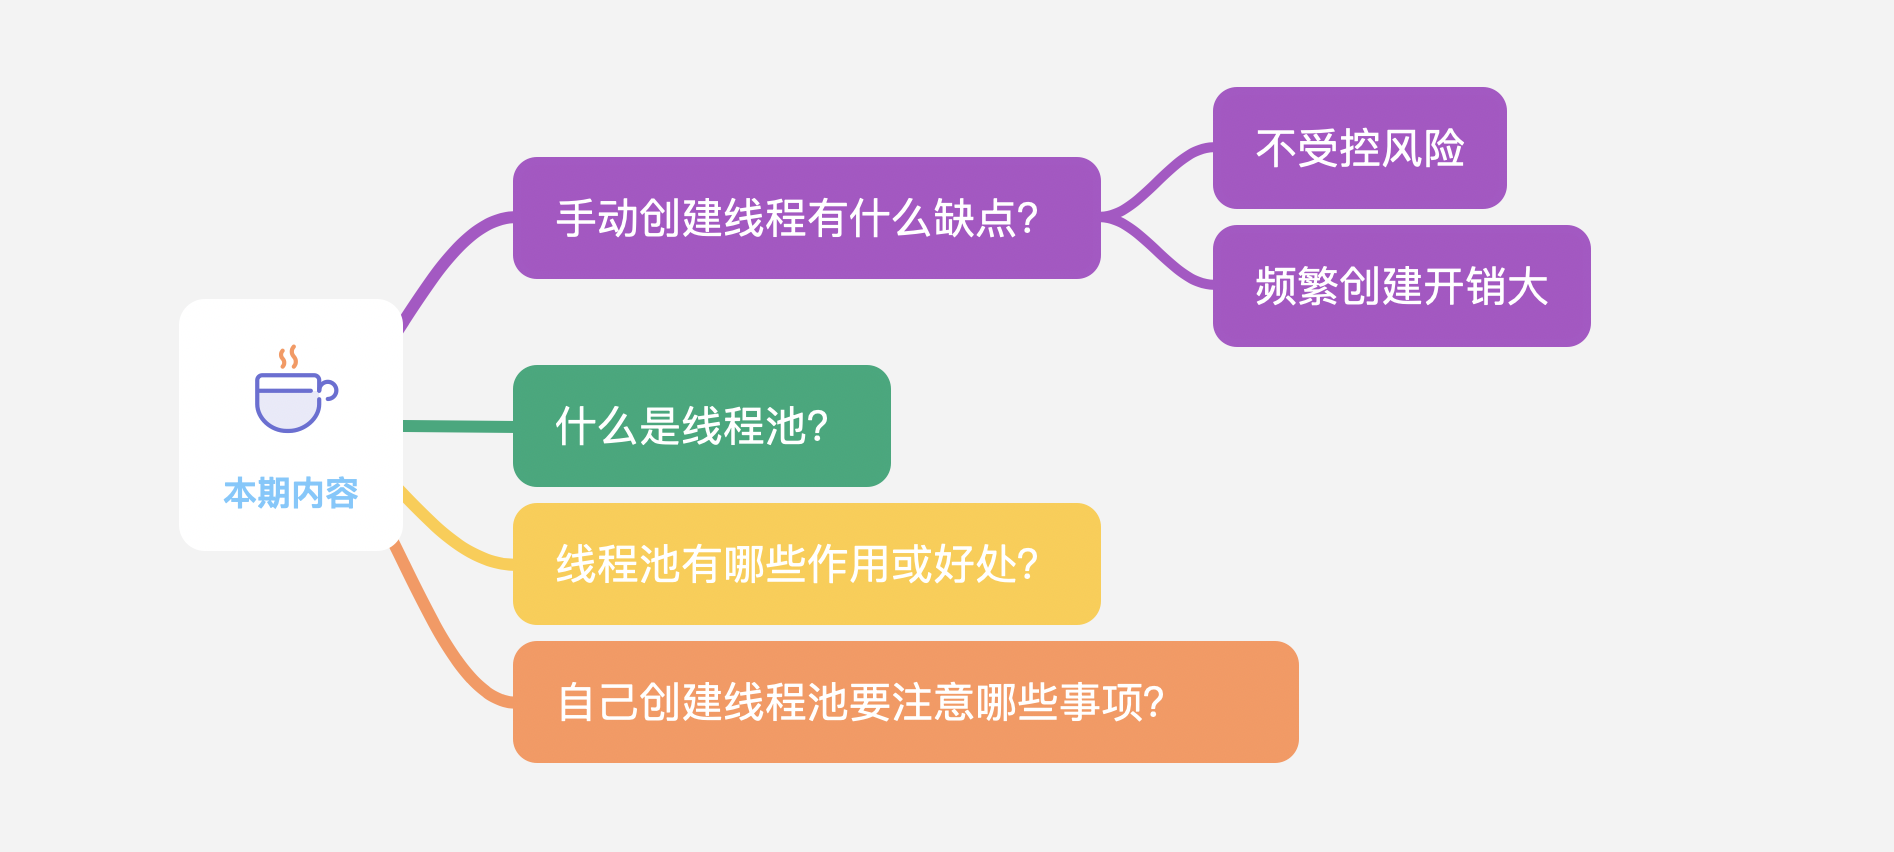 本期内容
手动创建线程有什么缺点?
不受控风险
频繁创建开销大
什么是线程池?
线程池有哪些作用或好处?
自己创建线程池要注意哪些事项?